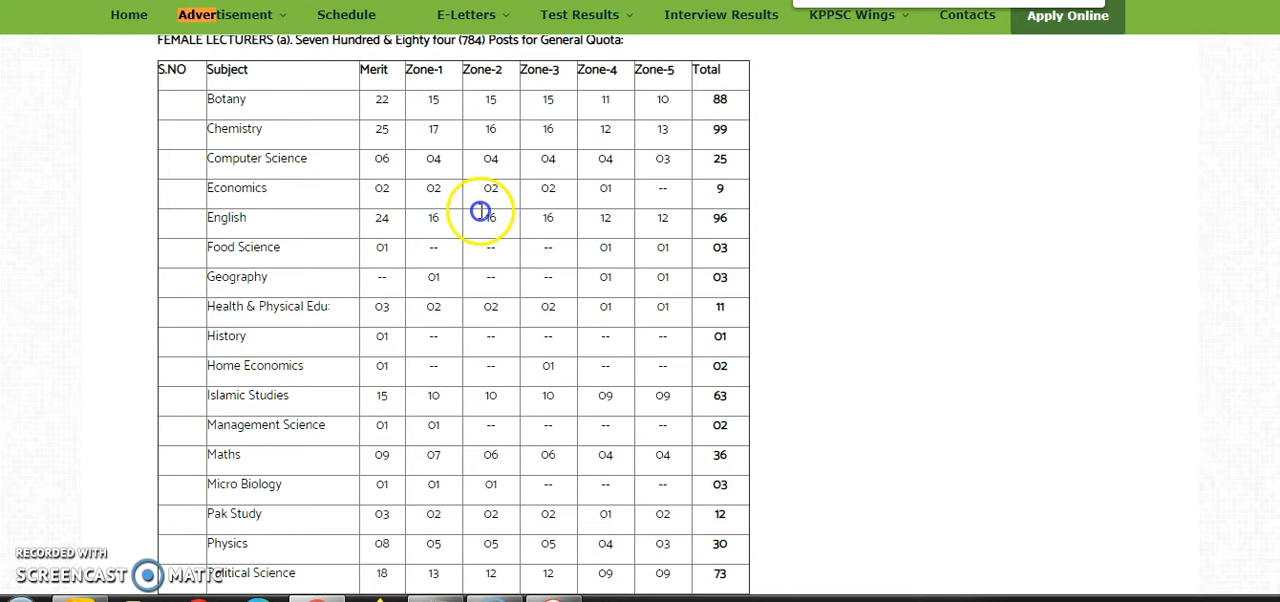 Home Advertisement Schedule E-Letters Test Results Interview Results KPPSC Wings Contacts Apply Online
FEMALE LECTURERS (a). Seven Hundred & Eighty four (784) Posts for General Quota:
S.NO Subject Merit Zone-1 Zone-2 Zone-3 Zone-4 Zone-5 Total
Botany 22 15 15 15 11 10 88
Chemistry 25 17 16 16 12 13 99
Computer Science 06 04 04 04 04 03 25
Economics 02 02 02 02 01 -- 9
English 24 16 16 16 12 12 96
Food Science 01 -- -- -- 01 01 03
Geography -- 01 -- -- 01 01 03
Health & Physical Edu: 03 02 02 02 01 01 11
History 01 -- -- -- -- -- 01
Home Economics 01 -- -- 01 -- -- 02
Islamic Studies 15 10 10 10 09 09 63
Management Science 01 01 -- -- -- -- 02
Maths 09 07 06 06 04 04 36
Micro Biology 01 01 01 -- -- -- 03
Pak Study 03 02 02 02 01 02 12
Physics 08 05 05 05 04 03 30
Political Science 18 13 12 12 09 09 73
RECORDED WITH
SCREENCAST MATIC